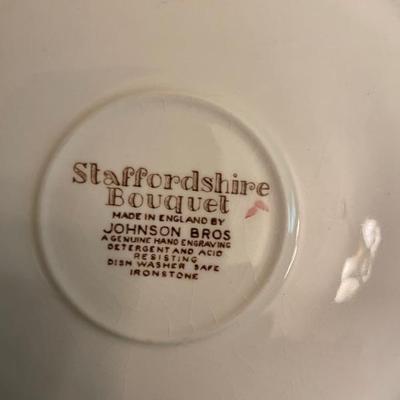 Staffordshire
Bouquet
MADE IN ENGLAND BY
JOHNSON BROS
A GENUINE HAND ENGRAVING
DETERGENT AND ACID
RESISTING
DISH WASHER SAFE
IRONSTONE